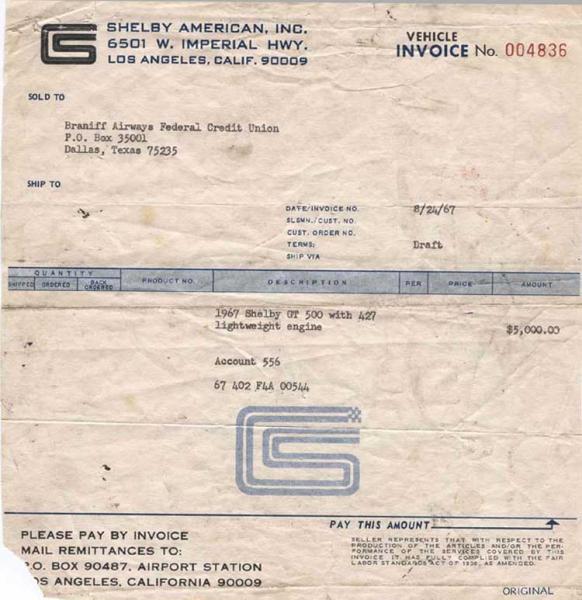 SHELBY AMERICAN, INC.
6501 W. IMPERIAL HWY.
LOS ANGELES, CALIF. 90009
VEHICLE
INVOICE No. 004836
SOLD TO
Braniff Airways Federal Credit Union
P.O. Box 35001
Dallas, Texas 75235
SHIP TO
DATE/INVOICE NO. 8/24/67
SLSMN./CUST. NO.
CUST. ORDER NO.
TERMS: Draft
SHIP VIA
QUANTITY
SHIPPED ORDERED BACK ORDERED PRODUCT NO. DESCRIPTION PER PRICE AMOUNT
1967 Shelby GT 500 with 427
lightweight engine $5,000.00
Account 556
67 402 F4A 00544
PAY THIS AMOUNT
PLEASE PAY BY INVOICE
MAIL REMITTANCES TO:
P.O. BOX 90487, AIRPORT STATION
LOS ANGELES, CALIFORNIA 90009
SELLER REPRESENTS THAT WITH RESPECT TO THE
PRODUCTION OF THE ARTICLES AND/OR THE PER-
FORMANCE OF THE SERVICES COVERED BY THIS
INVOICE IT HAS FULLY COMPLIED WITH THE FAIR
LABOR STANDARDS ACT OF 1938, AS AMENDED.
ORIGINAL